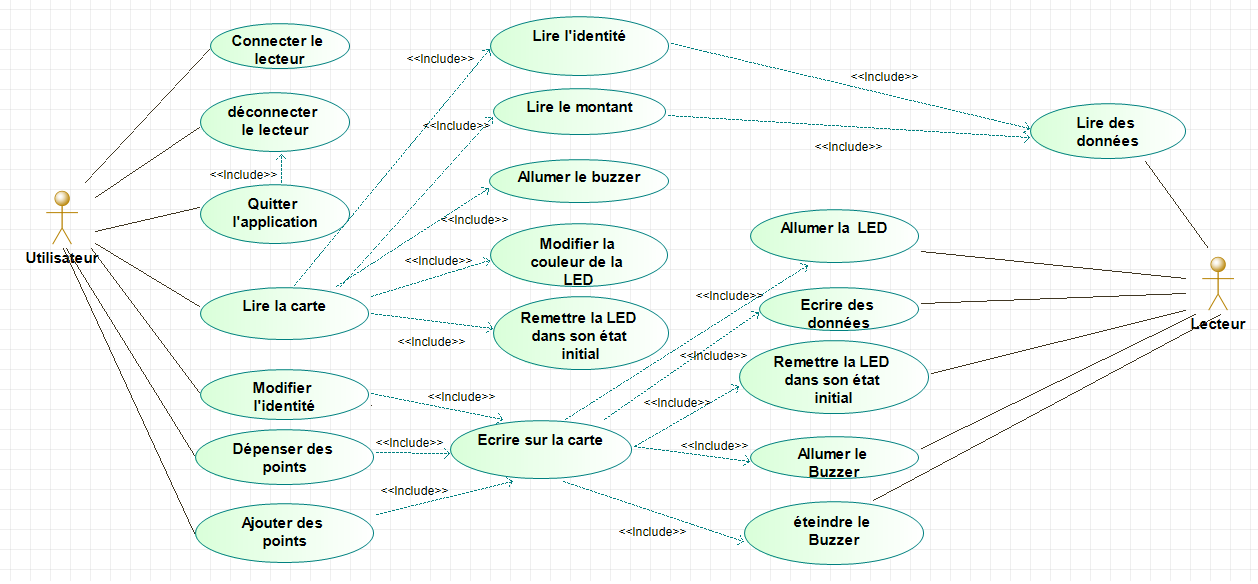 Connecter le
lecteur
déconnecter
le lecteur
<<Include>>
Quitter
l'application
Utilisateur
Lire la carte
Modifier
l'identité
Dépenser des
points
Ajouter des
points
<<Include>>
Lire l'identité
<<Include>>
Lire le montant
<<Include>>
Allumer le buzzer
<<Include>>
Modifier la
couleur de la
LED
<<Include>>
Remettre la LED
dans son état
initial
<<Include>>
<<Include>>
<<Include>>
<<Include>>
Ecrire sur la carte
<<Include>>
<<Include>>
Lire des
données
Allumer la  LED
<<Include>>
Ecrire des
données
<<Include>>
Remettre la LED
dans son état
initial
<<Include>>
Allumer le
Buzzer
<<Include>>
éteindre le
Buzzer
<<Include>>
Lecteur